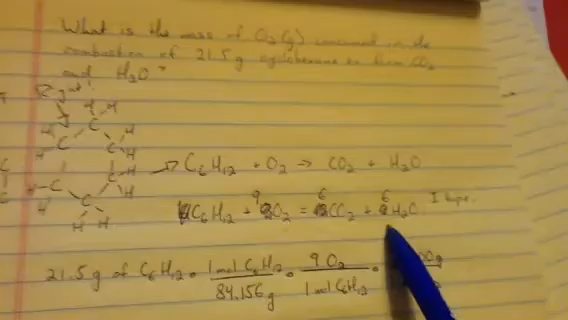 What is the mass of O2(g) consumed in the
combustion of 21.5 g cyclohexane to form CO2
and H2O?
Right!
C6H12 + O2 → CO2 + H2O
C6H12 + 9O2 = 6CO2 + 6H2O I hope.
21.5 g of C6H12 • 1 mol C6H12 / 84.156g • 9 O2 / 1 mol C6H12 •